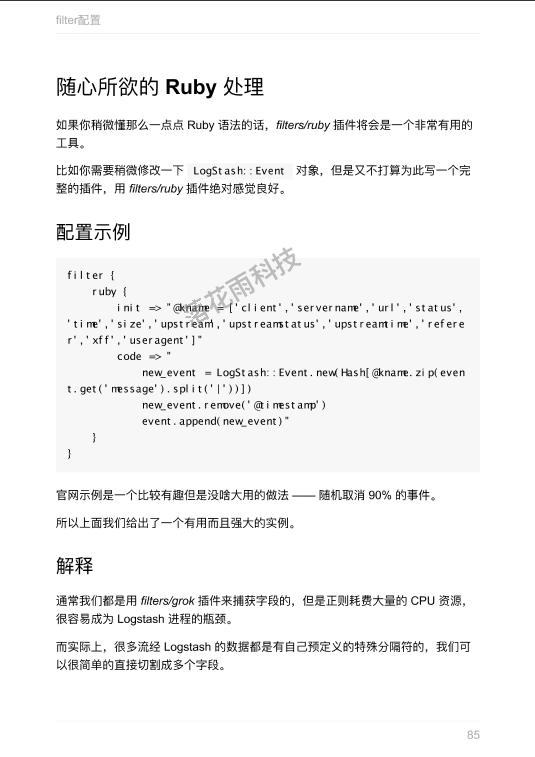 filter配置
随心所欲的 Ruby 处理
如果你稍微懂那么一点点 Ruby 语法的话，filters/ruby 插件将会是一个非常有用的
工具。
比如你需要稍微修改一下 LogStash::Event 对象，但是又不打算为此写一个完
整的插件，用 filters/ruby 插件绝对感觉良好。
配置示例
filter {
    ruby {
        init => "@kname = ['client','servername','url','status',
'time','size','upstream','upstreamstatus','upstreamtime','refere
r','xff','useragent']"
        code => "
            new_event = LogStash::Event.new(Hash[@kname.zip(even
t.get('message').split('|'))])
            new_event.remove('@timestamp')
            event.append(new_event)"
    }
}
落花雨科技
官网示例是一个比较有趣但是没啥大用的做法 —— 随机取消 90% 的事件。
所以上面我们给出了一个有用而且强大的实例。
解释
通常我们都是用 filters/grok 插件来捕获字段的，但是正则耗费大量的 CPU 资源，
很容易成为 Logstash 进程的瓶颈。
而实际上，很多流经 Logstash 的数据都是有自己预定义的特殊分隔符的，我们可
以很简单的直接切割成多个字段。
85